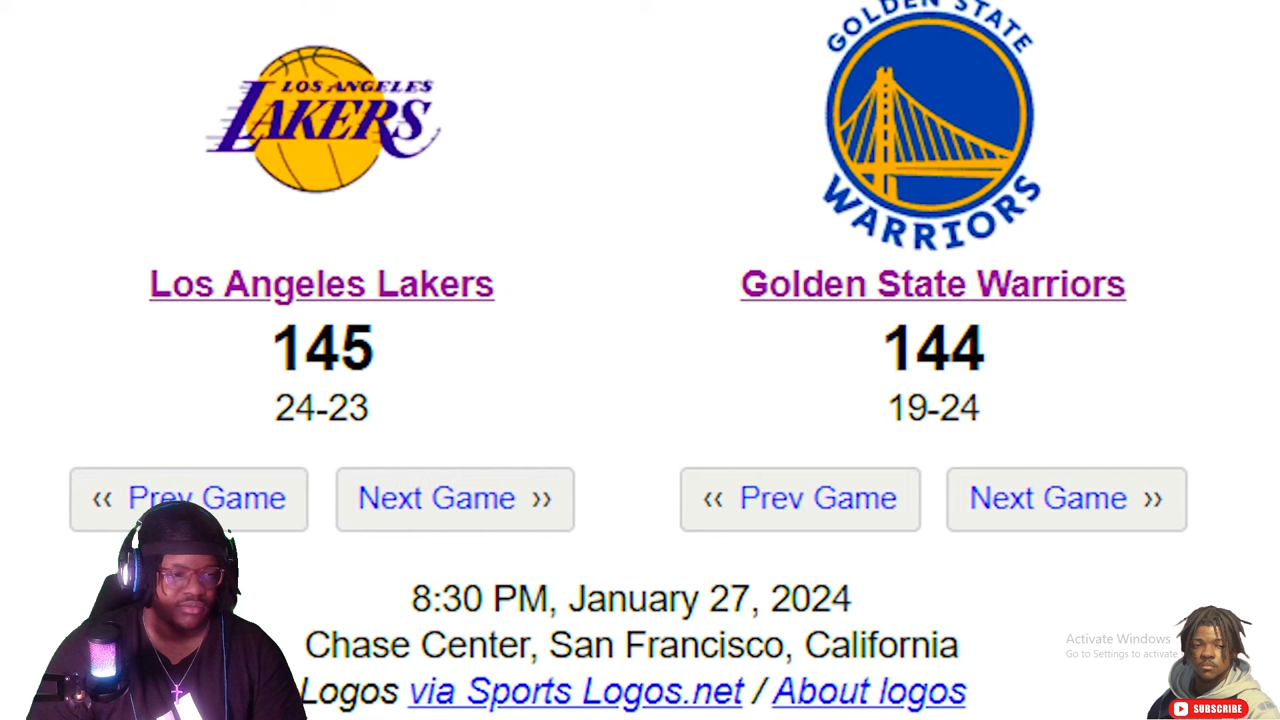 GOLDEN STATE
LOS ANGELES
LAKERS
WARRIORS
Los Angeles Lakers
Golden State Warriors
145
144
24-23
19-24
‹‹ Prev Game
Next Game ››
‹‹ Prev Game
Next Game ››
8:30 PM, January 27, 2024
Chase Center, San Francisco, California
Logos via Sports Logos.net / About logos
Activate Windows
Go to Settings to activate
SUBSCRIBE